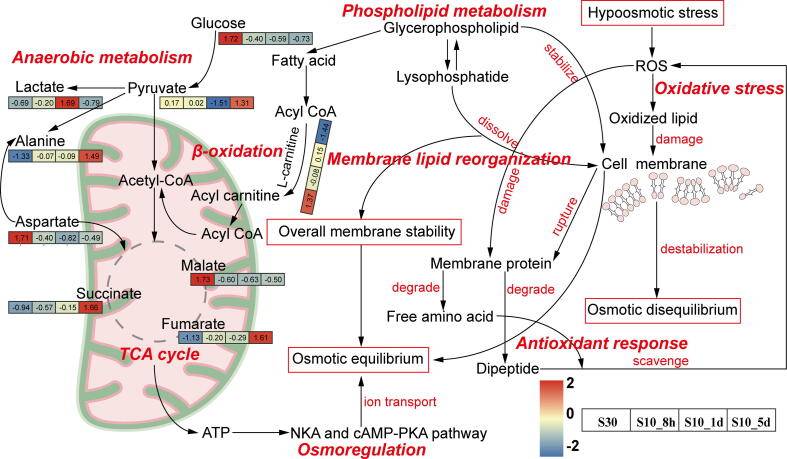 Phospholipid metabolism
Hypoosmotic stress
Glucose
1.72 -0.40 -0.59 -0.73
Glycerophospholipid
Anaerobic metabolism
Fatty acid
stabilize
ROS
Lactate
Pyruvate
Lysophosphatide
Oxidative stress
-0.69 -0.20 1.69 -0.79
0.17 0.02 -1.51 1.31
Acyl CoA
Oxidized lipid
dissolve
damage
Alanine
-1.33 -0.07 -0.09 1.49
β-oxidation
L-carnitine
-1.44
0.15
-0.08
1.37
Membrane lipid reorganization
Cell membrane
Acetyl-CoA
Acyl carnitine
damage
rupture
Aspartate
1.71 -0.40 -0.82 -0.49
Acyl CoA
Overall membrane stability
destabilization
Malate
1.73 -0.60 -0.63 -0.50
Membrane protein
Succinate
-0.94 -0.57 -0.15 1.66
degrade
degrade
Osmotic disequilibrium
Fumarate
-1.13 -0.20 -0.29 1.61
Free amino acid
TCA cycle
Osmotic equilibrium
Antioxidant response
scavenge
Dipeptide
2
0
-2
ion transport
S30 S10_8h S10_1d S10_5d
ATP
NKA and cAMP-PKA pathway
Osmoregulation